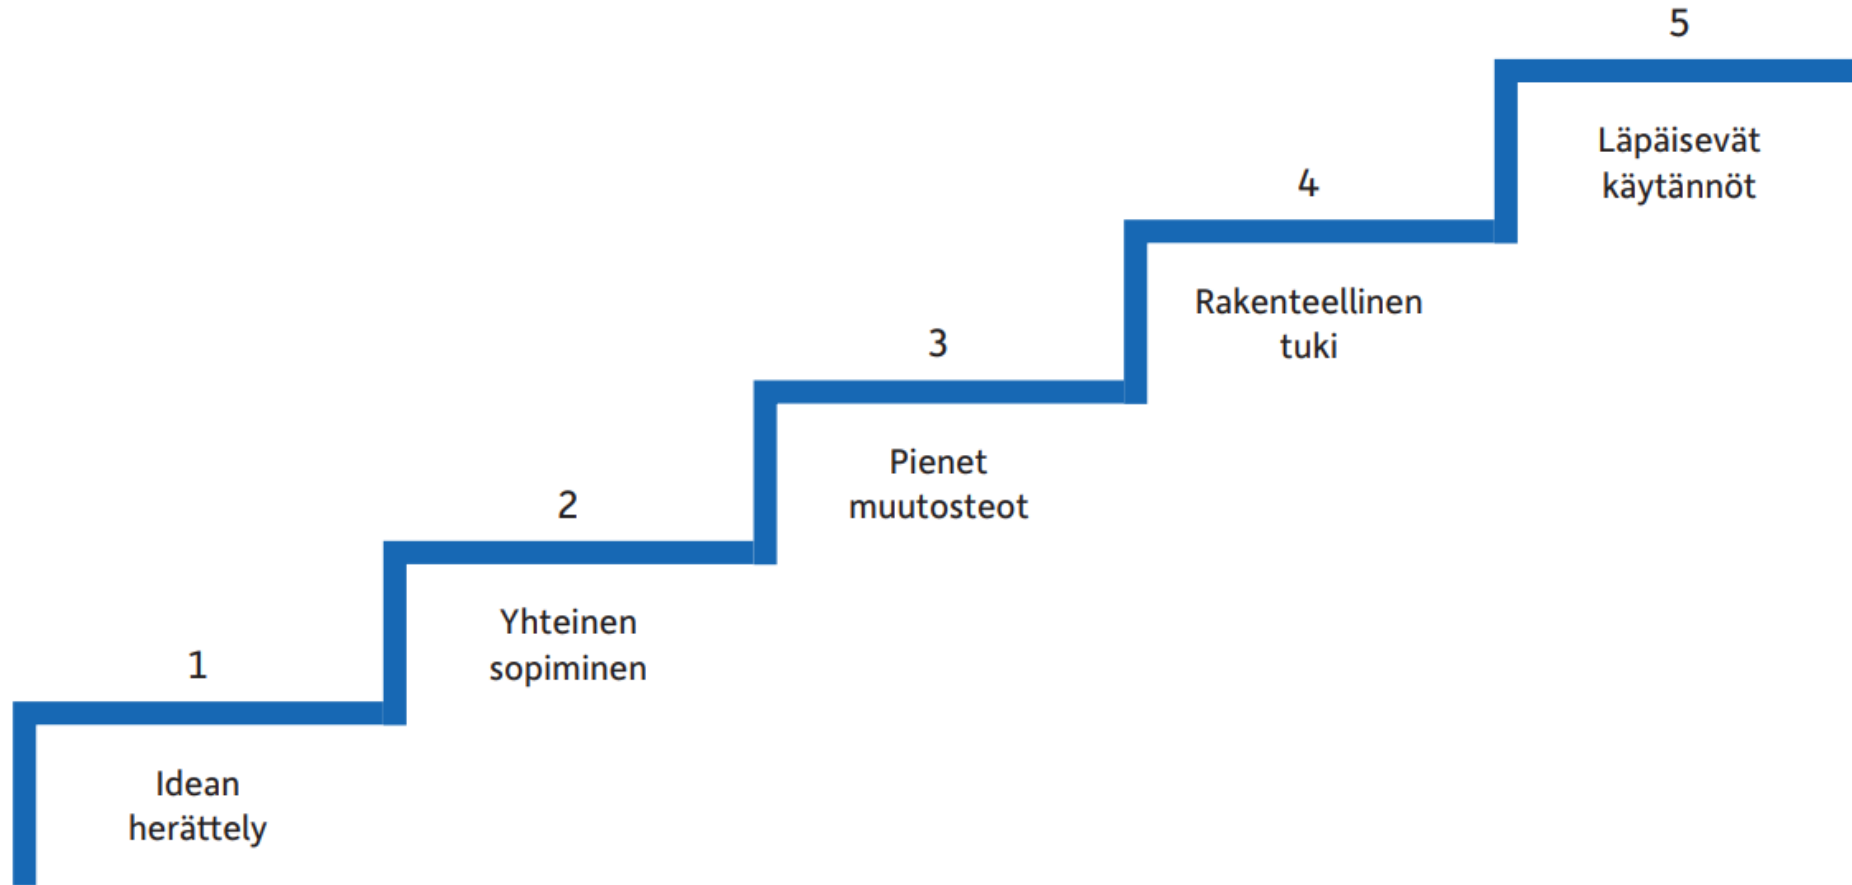 1
Idean
herättely
2
Yhteinen
sopiminen
3
Pienet
muutosteot
4
Rakenteellinen
tuki
5
Läpäisevät
käytännöt